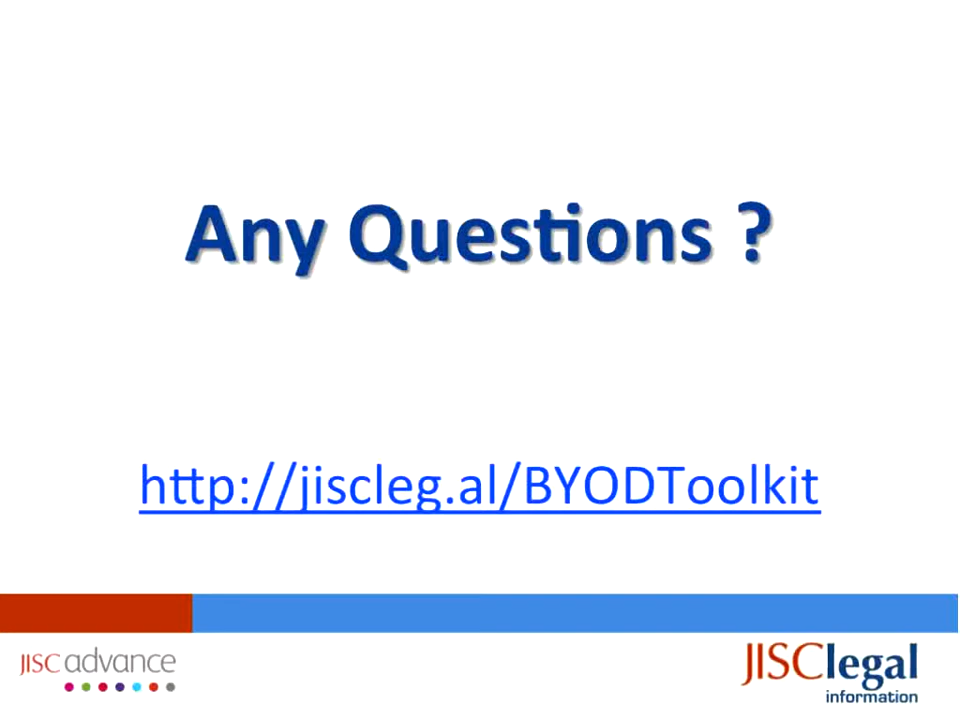 Any Questions ?
http://jiscleg.al/BYODToolkit
JISC advance
JISClegal
information